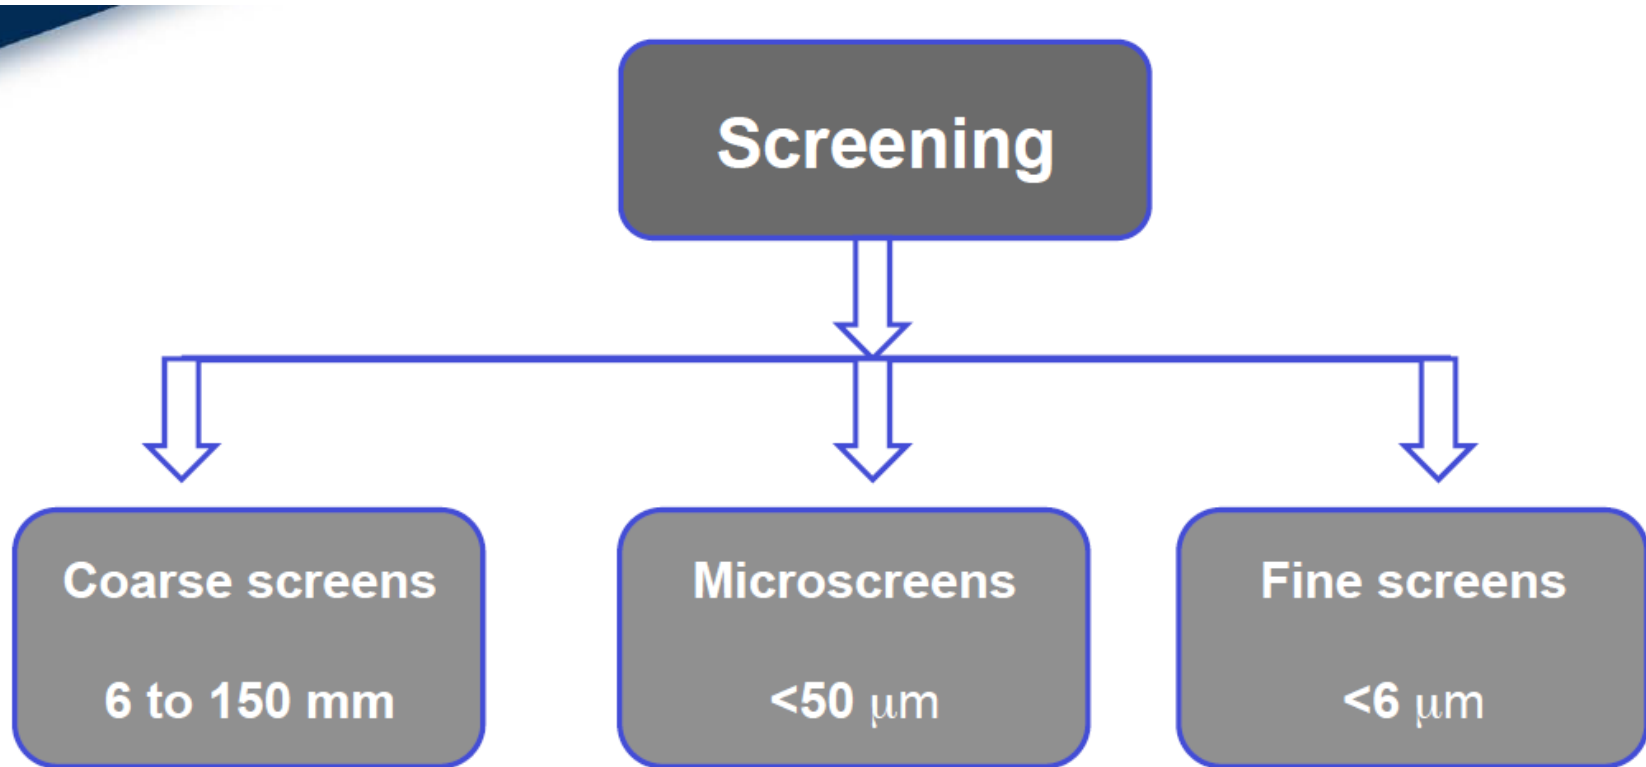 Screening
Coarse screens
6 to 150 mm
Microscreens
<50 μm
Fine screens
<6 μm